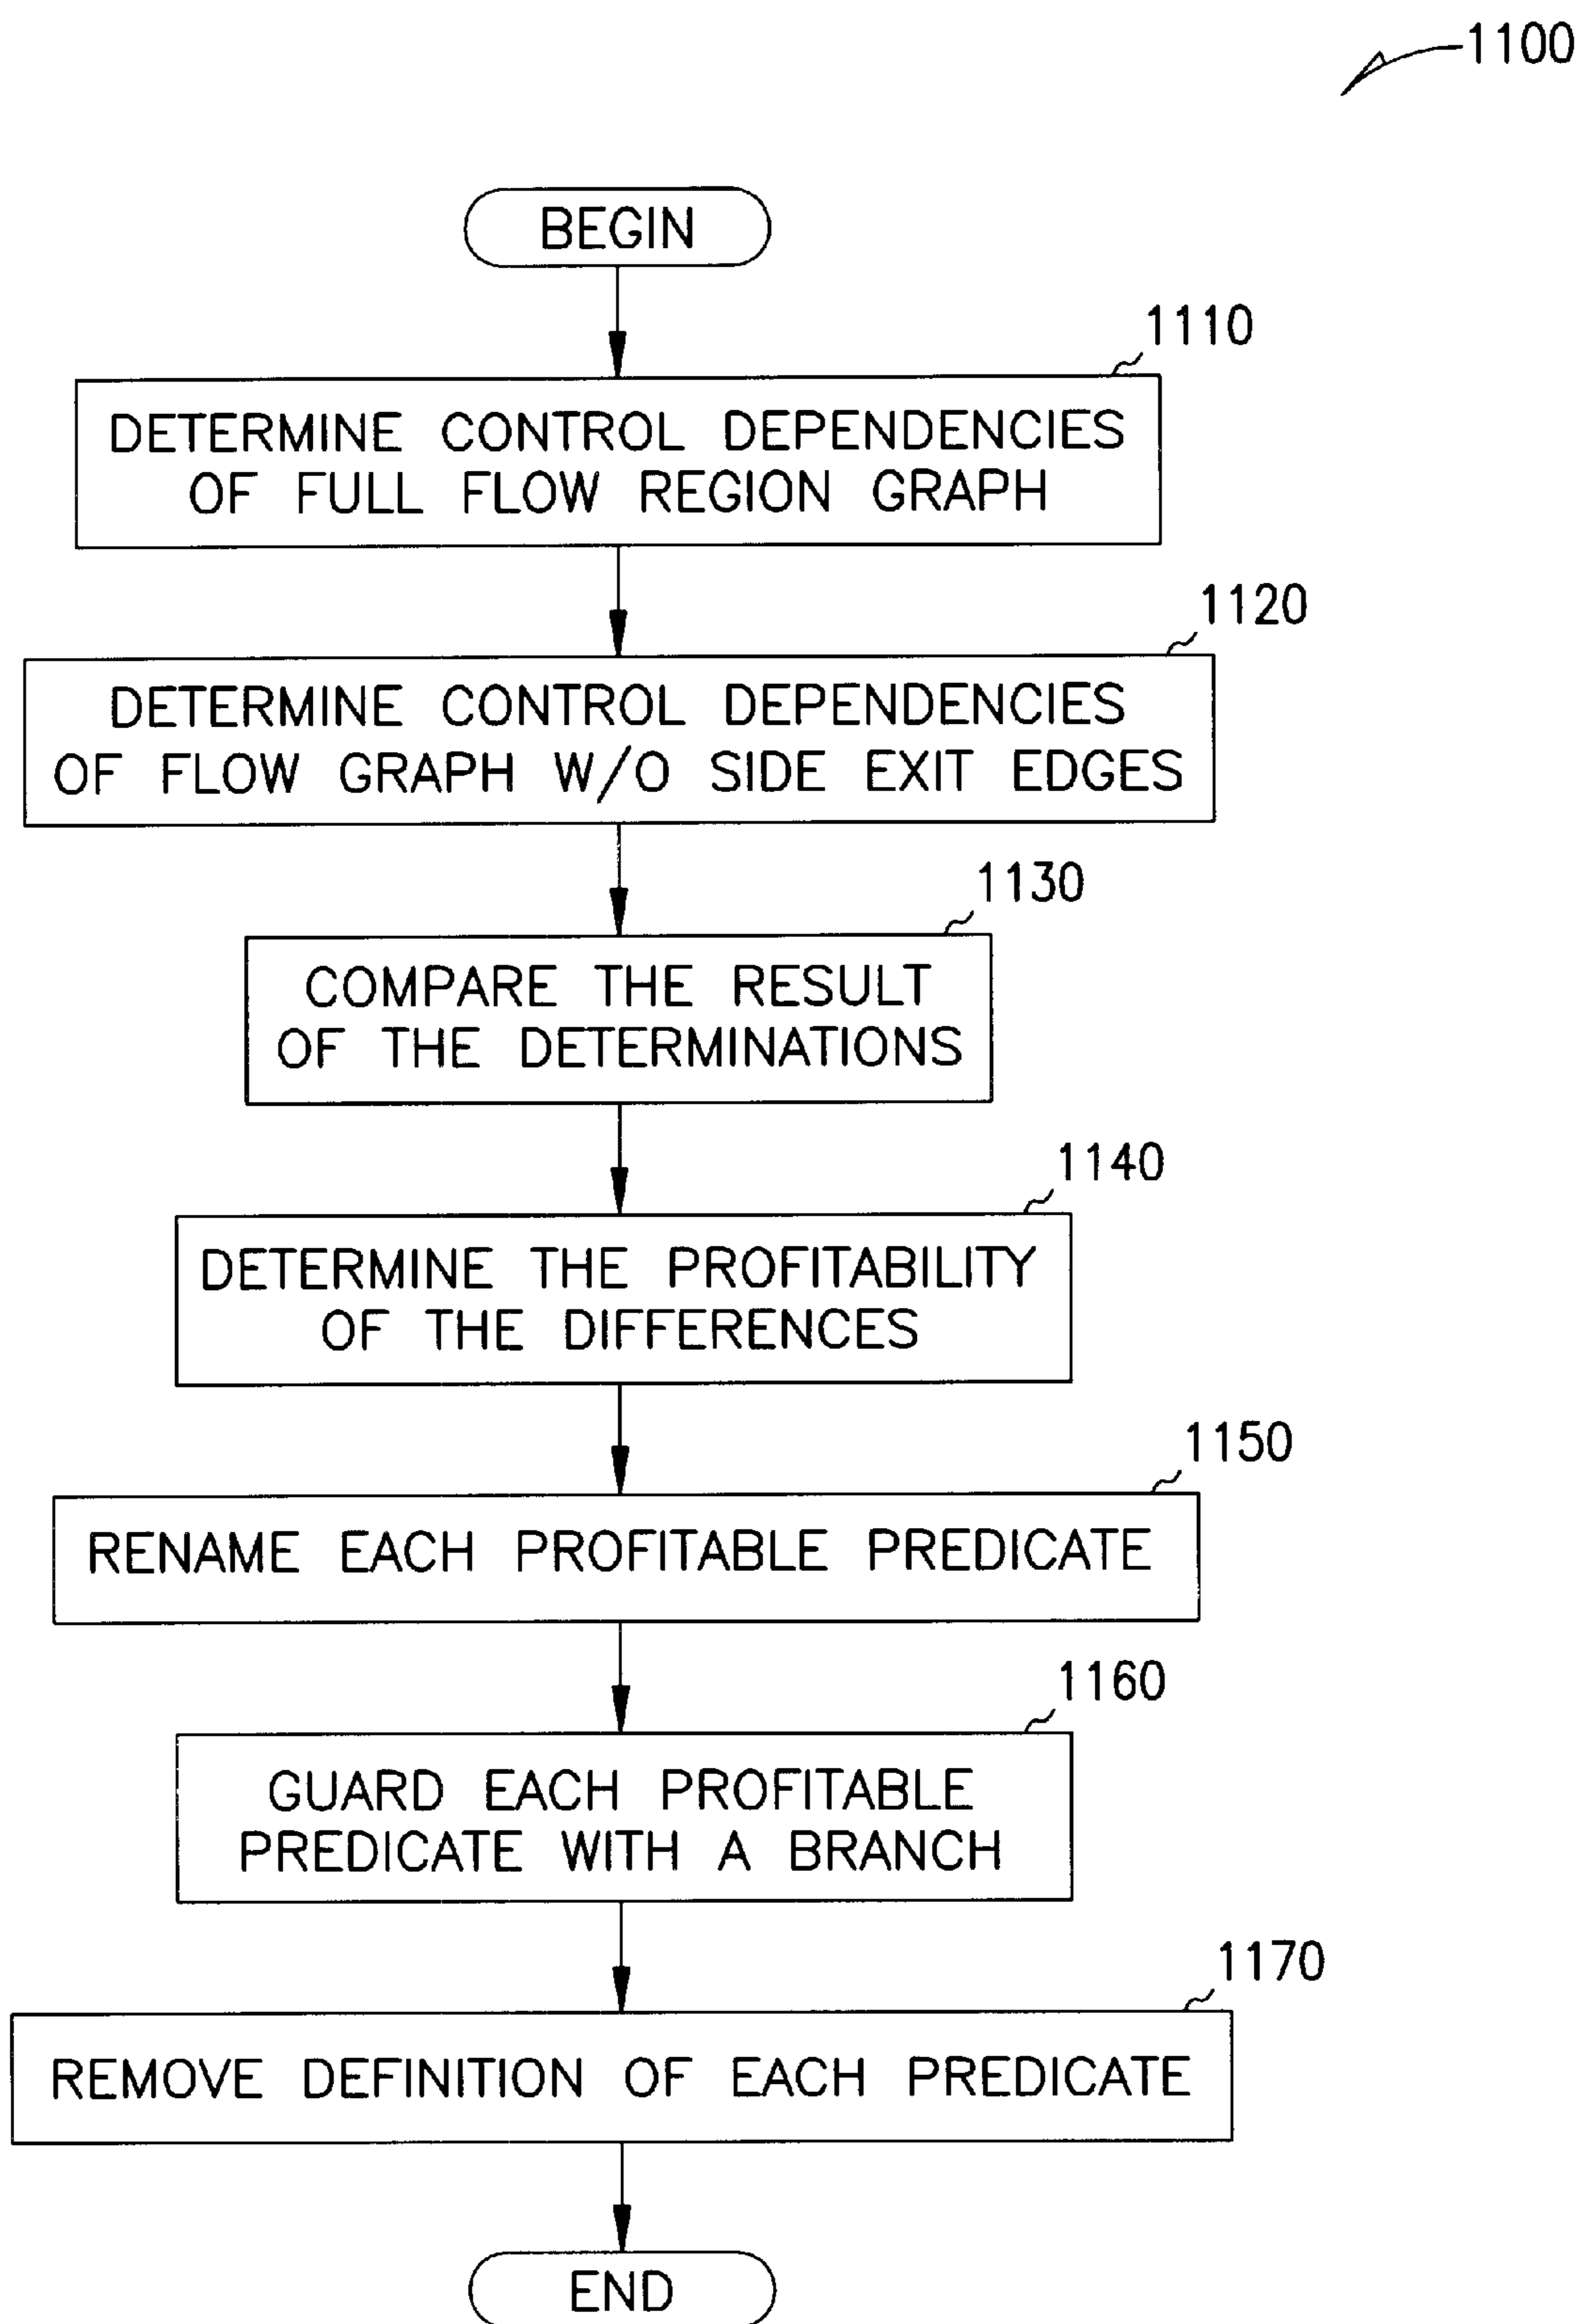 1100
BEGIN
1110
DETERMINE CONTROL DEPENDENCIES
OF FULL FLOW REGION GRAPH
1120
DETERMINE CONTROL DEPENDENCIES
OF FLOW GRAPH W/O SIDE EXIT EDGES
1130
COMPARE THE RESULT
OF THE DETERMINATIONS
1140
DETERMINE THE PROFITABILITY
OF THE DIFFERENCES
1150
RENAME EACH PROFITABLE PREDICATE
1160
GUARD EACH PROFITABLE
PREDICATE WITH A BRANCH
1170
REMOVE DEFINITION OF EACH PREDICATE
END